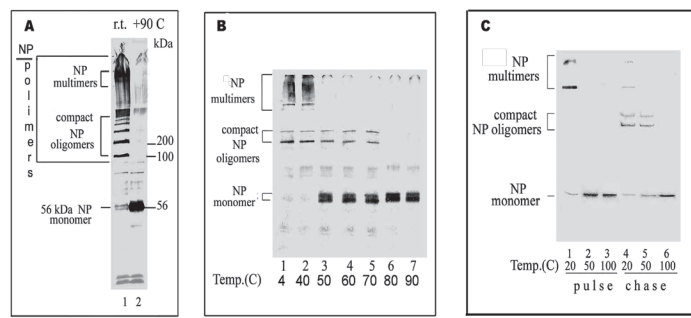 A
r.t. +90 C
kDa
NP
polimers
NP
multimers
compact
NP
oligomers
200
100
56 kDa NP
monomer
56
1 2
B
NP
multimers
compact
NP
oligomers
NP
monomer
1 2 3 4 5 6 7
Temp.(C) 4 40 50 60 70 80 90
C
NP
multimers
compact
NP oligomers
NP
monomer
1 2 3 4 5 6
Temp.(C) 20 50 100 20 50 100
pulse chase